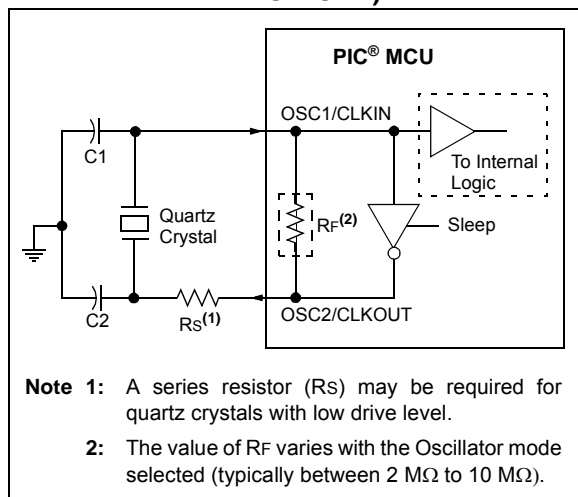 PIC® MCU
OSC1/CLKIN
C1
To Internal
Logic
Quartz
Crystal
RF(2)
Sleep
C2
RS(1)
OSC2/CLKOUT
Note 1: A series resistor (RS) may be required for
quartz crystals with low drive level.
2: The value of RF varies with the Oscillator mode
selected (typically between 2 MΩ to 10 MΩ).